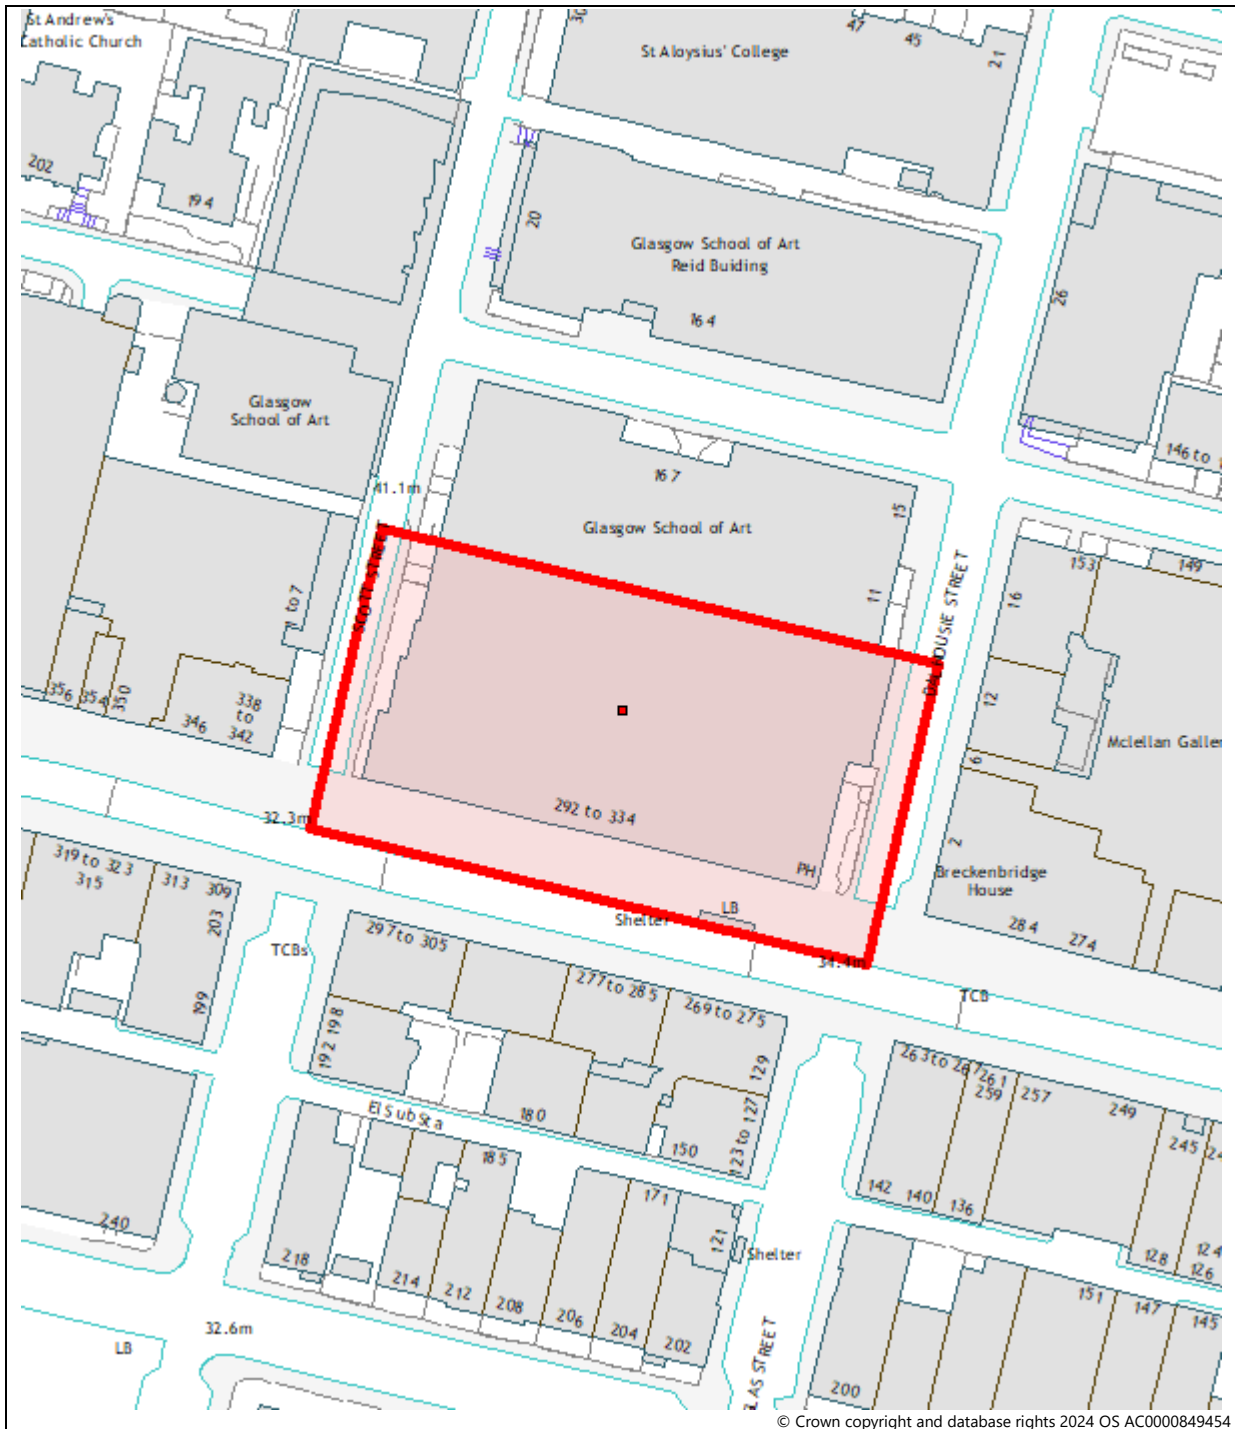 St Andrew's
Catholic Church
30
St Aloysius' College
47
45
21
202
194
20
Glasgow School of Art
Reid Buiding
164
26
Glasgow
School of Art
146 to
167
41.1m
15
Glasgow School of Art
SCOTT STREET
1 to 7
11
DALHOUSIE STREET
153
149
16
12
356
354
350
346
338
to
342
6
292 to 334
32.3m
PH
2
Breckenbridge
House
LB
Shelter
284
274
34.4m
TCB
319 to 323
315
313
309
203
199
TCBs
297 to 305
277 to 285
269 to 275
198
192
129
123 to 127
El Sub Sta
180
150
263 to 267
261
259
257
249
245
185
171
121
142
140
136
128
124
126
240
218
214
212
208
206
204
202
Shelter
32.6m
LB
151
147
145
200
© Crown copyright and database rights 2024 OS AC0000849454